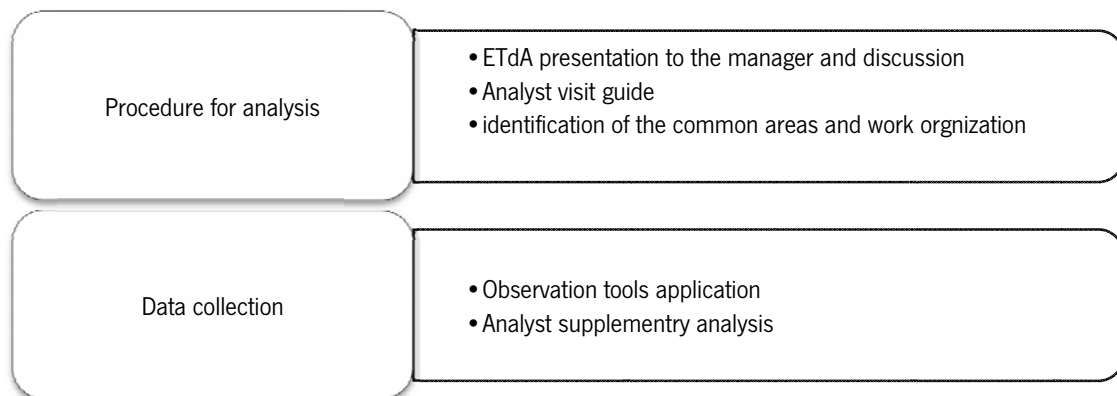 Procedure for analysis
• ETdA presentation to the manager and discussion
• Analyst visit guide
• identification of the common areas and work orgnization
Data collection
• Observation tools application
• Analyst supplementry analysis